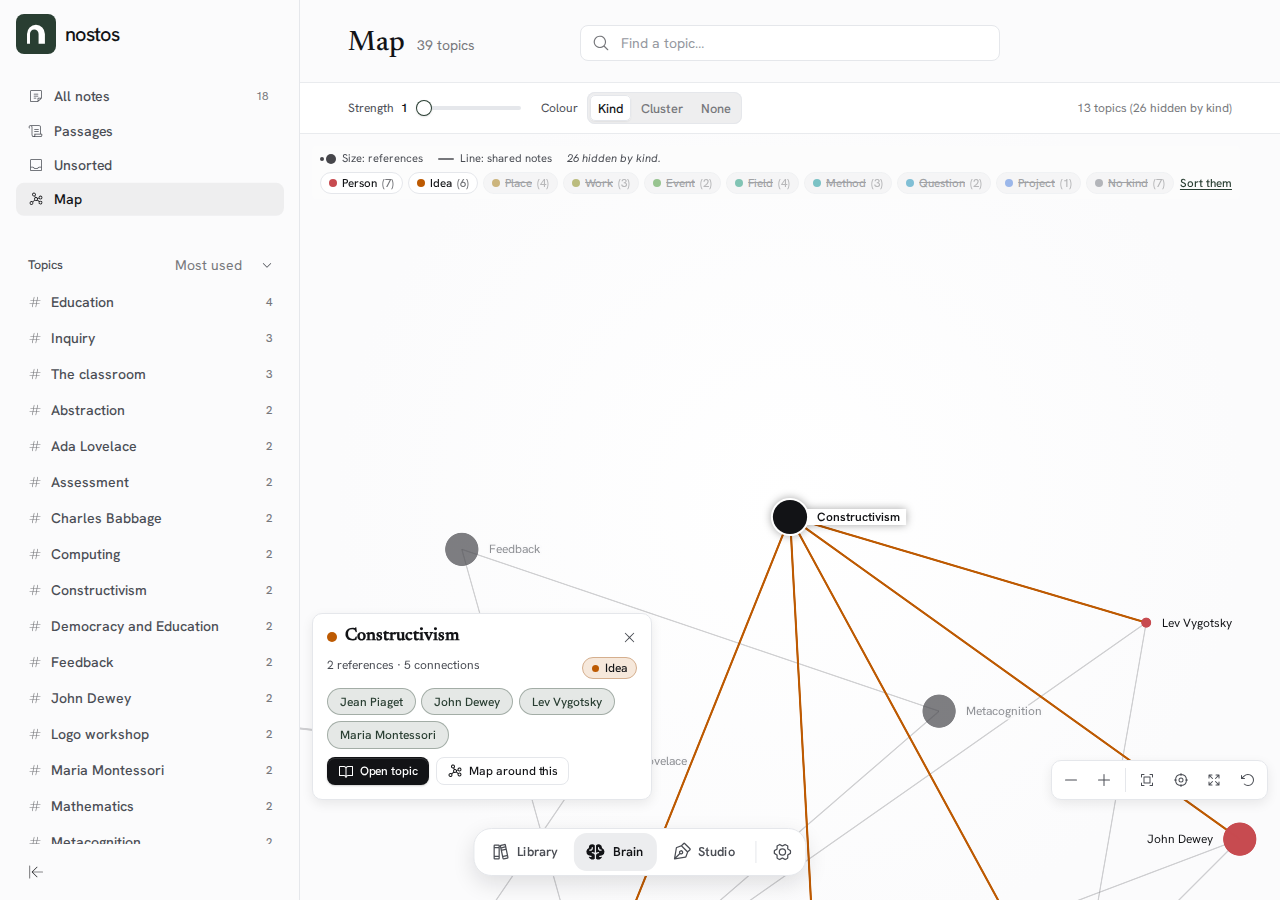 nostos
All notes 18
Passages
Unsorted
Map
Topics Most used
# Education 4
# Inquiry 3
# The classroom 3
# Abstraction 2
# Ada Lovelace 2
# Assessment 2
# Charles Babbage 2
# Computing 2
# Constructivism 2
# Democracy and Education 2
# Feedback 2
# John Dewey 2
# Logo workshop 2
# Maria Montessori 2
# Mathematics 2
# Metacognition 2
Map 39 topics
Find a topic...
Strength 1 Colour Kind Cluster None 13 topics (26 hidden by kind)
Size: references Line: shared notes 26 hidden by kind.
Person (7) Idea (6) Place (4) Work (3) Event (2) Field (4) Method (3) Question (2) Project (1) No kind (7) Sort them
Constructivism
Feedback
Lev Vygotsky
Metacognition
ovelace
John Dewey
Constructivism
2 references · 5 connections Idea
Jean Piaget John Dewey Lev Vygotsky
Maria Montessori
Open topic Map around this
Library Brain Studio